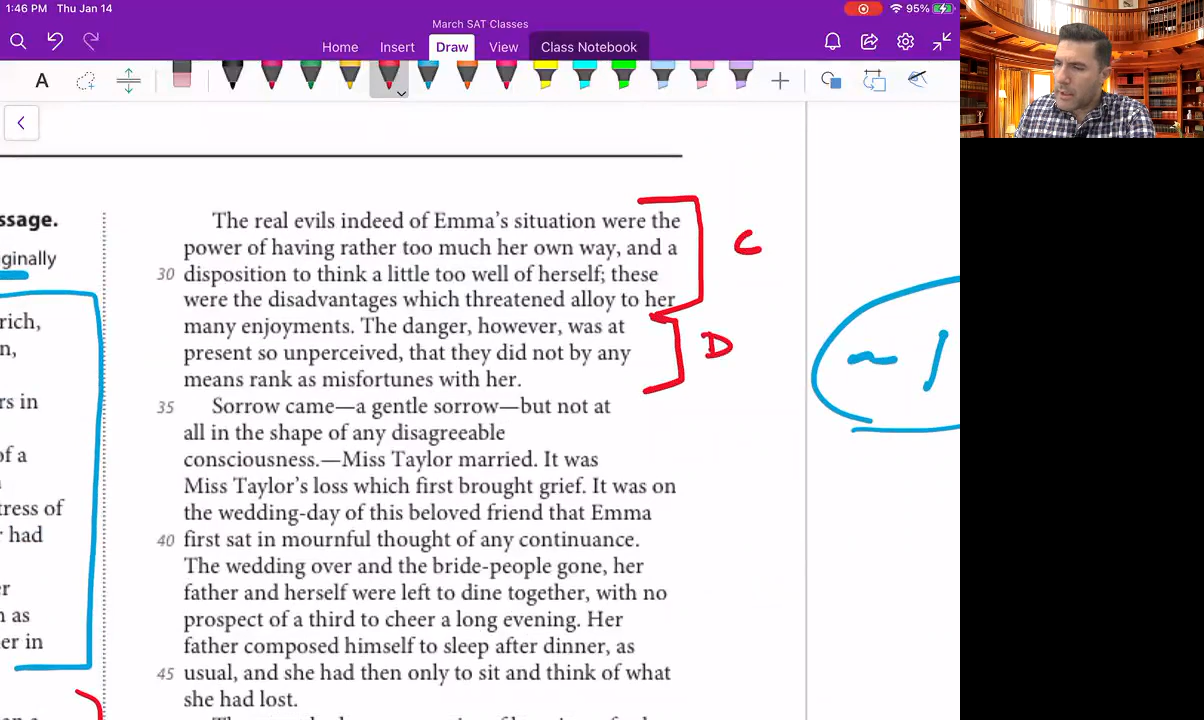 1:46 PM Thu Jan 14
95%
March SAT Classes
Home Insert Draw View Class Notebook
A
ssage.
ginally
rich,
n,
rs in
of a
tress of
r had
er
n as
er in
The real evils indeed of Emma's situation were the
power of having rather too much her own way, and a
30 disposition to think a little too well of herself; these
were the disadvantages which threatened alloy to her
many enjoyments. The danger, however, was at
present so unperceived, that they did not by any
means rank as misfortunes with her.
35 Sorrow came—a gentle sorrow—but not at
all in the shape of any disagreeable
consciousness.—Miss Taylor married. It was
Miss Taylor's loss which first brought grief. It was on
the wedding-day of this beloved friend that Emma
40 first sat in mournful thought of any continuance.
The wedding over and the bride-people gone, her
father and herself were left to dine together, with no
prospect of a third to cheer a long evening. Her
father composed himself to sleep after dinner, as
45 usual, and she had then only to sit and think of what
she had lost.
C
D
~ 1